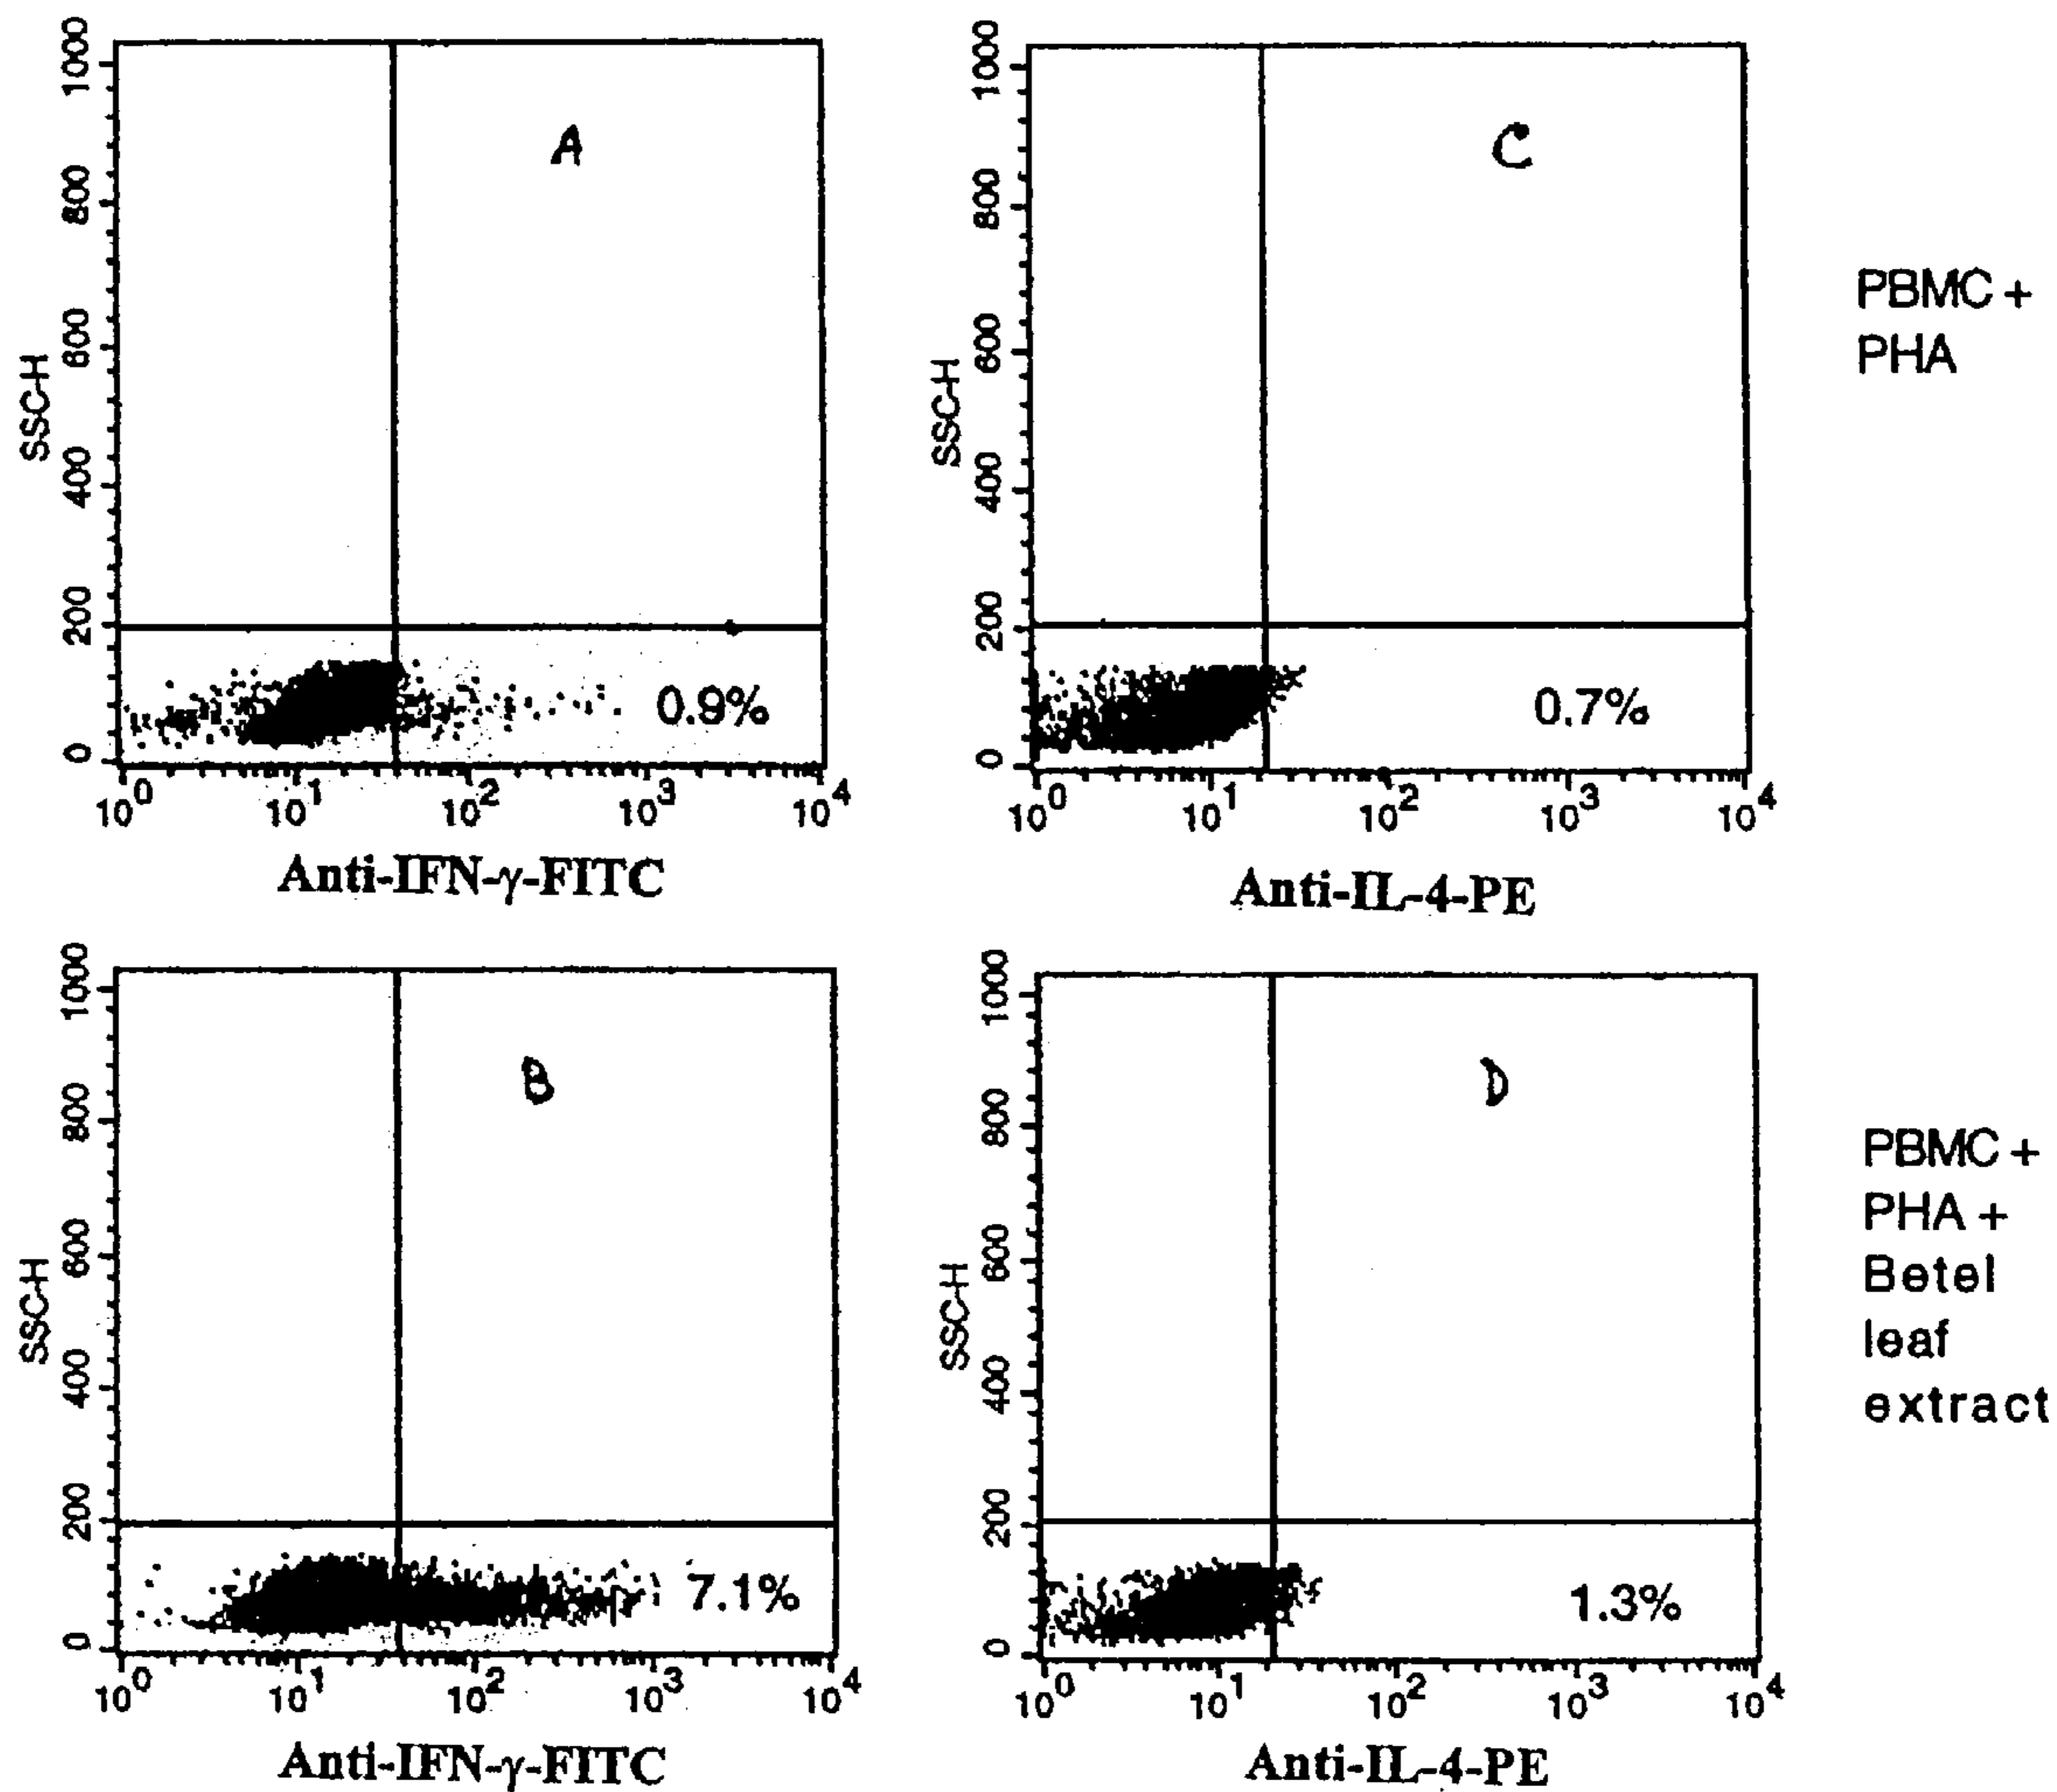 1000
800
600
400
200
0
SSC-H
A
0.9%
10^0 10^1 10^2 10^3 10^4
Anti-IFN-γ-FITC
1000
800
600
400
200
0
SSC-H
C
0.7%
10^0 10^1 10^2 10^3 10^4
Anti-IL-4-PE
PBMC +
PHA
1000
800
600
400
200
0
SSC-H
B
7.1%
10^0 10^1 10^2 10^3 10^4
Anti-IFN-γ-FITC
1000
800
600
400
200
0
SSC-H
D
1.3%
10^0 10^1 10^2 10^3 10^4
Anti-IL-4-PE
PBMC +
PHA +
Betel
leaf
extract